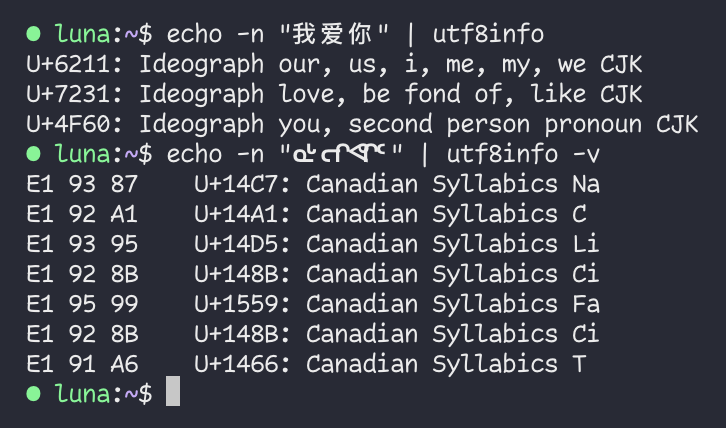 ● luna:~$ echo -n "我爱你" | utf8info
U+6211: Ideograph our, us, i, me, my, we CJK
U+7231: Ideograph love, be fond of, like CJK
U+4F60: Ideograph you, second person pronoun CJK
● luna:~$ echo -n "ᓇᒡᓕᒋᕙᒋᑦ" | utf8info -v
E1 93 87    U+14C7: Canadian Syllabics Na
E1 92 A1    U+14A1: Canadian Syllabics C
E1 93 95    U+14D5: Canadian Syllabics Li
E1 92 8B    U+148B: Canadian Syllabics Ci
E1 95 99    U+1559: Canadian Syllabics Fa
E1 92 8B    U+148B: Canadian Syllabics Ci
E1 91 A6    U+1466: Canadian Syllabics T
● luna:~$